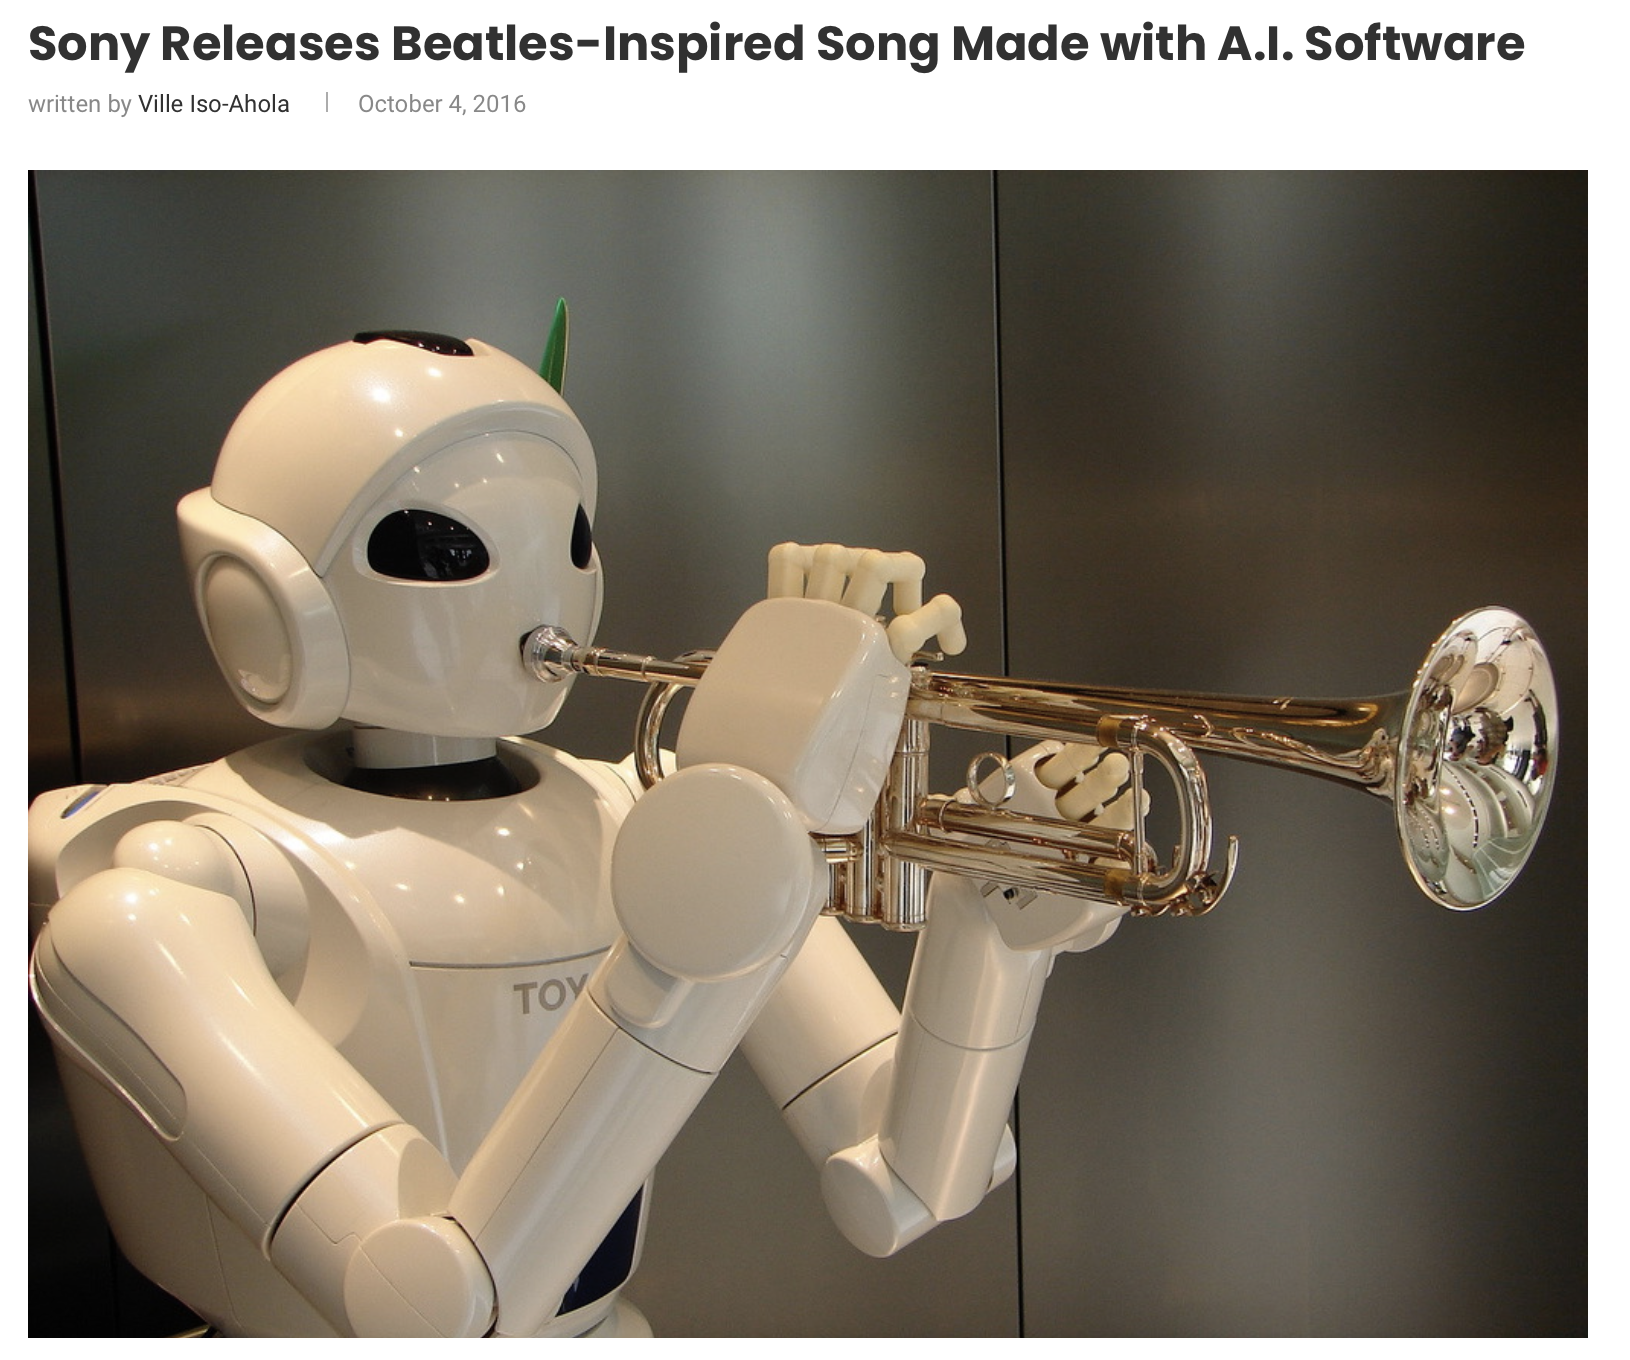 Sony Releases Beatles-Inspired Song Made with A.I. Software
written by Ville Iso-Ahola | October 4, 2016
TOY